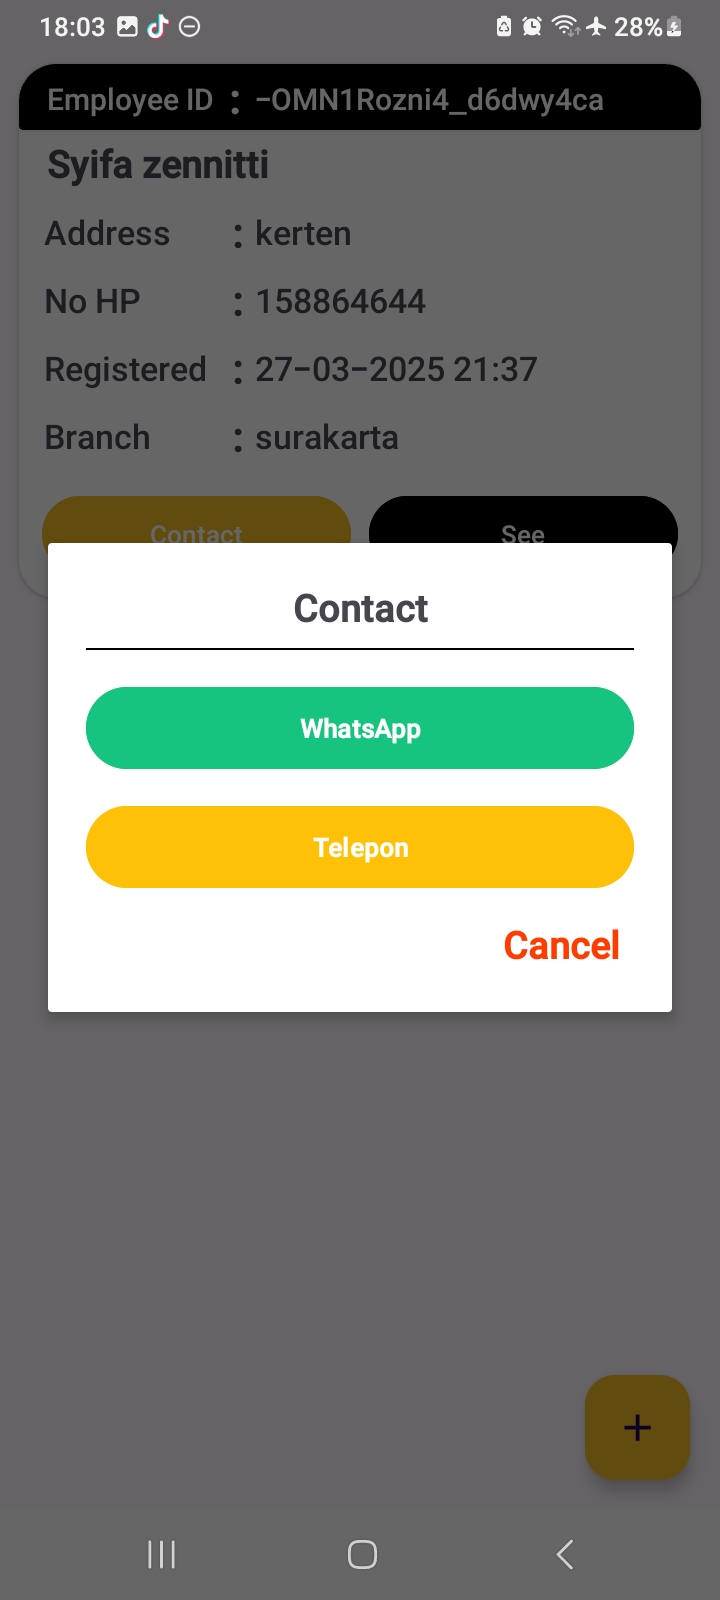 18:03 28%
Employee ID : -OMN1Rozni4_d6dwy4ca
Syifa zennitti
Address : kerten
No HP : 158864644
Registered : 27-03-2025 21:37
Branch : surakarta
Contact See
Contact
WhatsApp
Telepon
Cancel
+